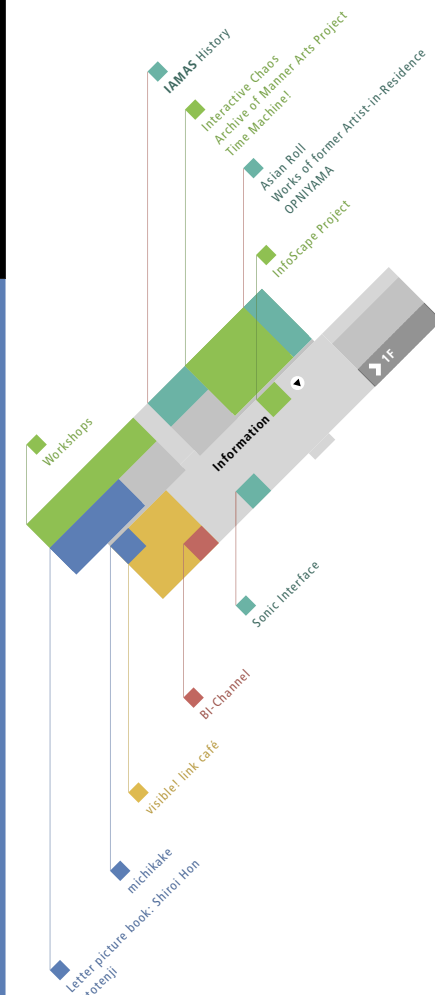 IAMAS History
Interactive Chaos
Archive of Manner Arts Project
Time Machine!
Asian Roll
Works of former Artist-in-Residence
OPNIYAMA
InfoScape Project
1F
Information
Workshops
Sonic Interface
BI-Channel
visible! link café
michikake
Letter picture book: Shiroi Hon
totenji